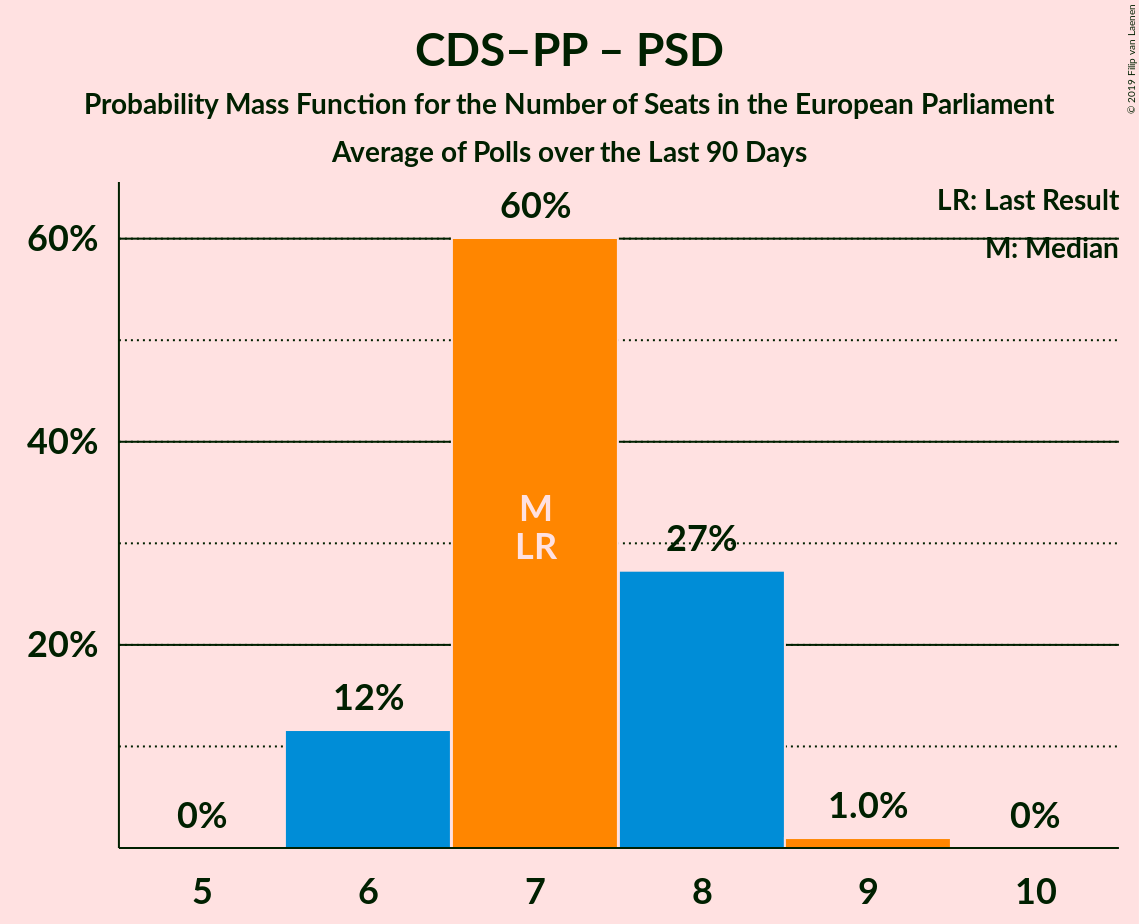 CDS–PP – PSD
Probability Mass Function for the Number of Seats in the European Parliament
Average of Polls over the Last 90 Days
© 2019 Filip van Laenen
LR: Last Result
M: Median
60%
40%
20%
0%
12%
60%
M
LR
27%
1.0%
0%
5 6 7 8 9 10